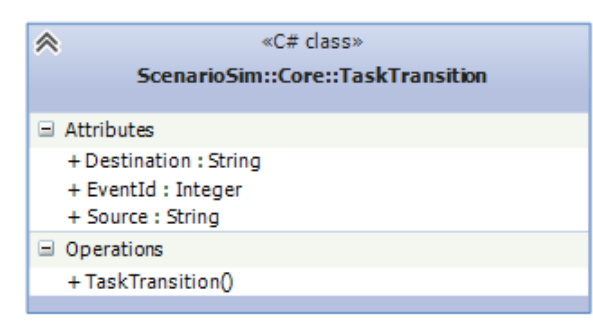 «C# class»
ScenarioSim::Core::TaskTransition
Attributes
+ Destination : String
+ EventId : Integer
+ Source : String
Operations
+ TaskTransition()